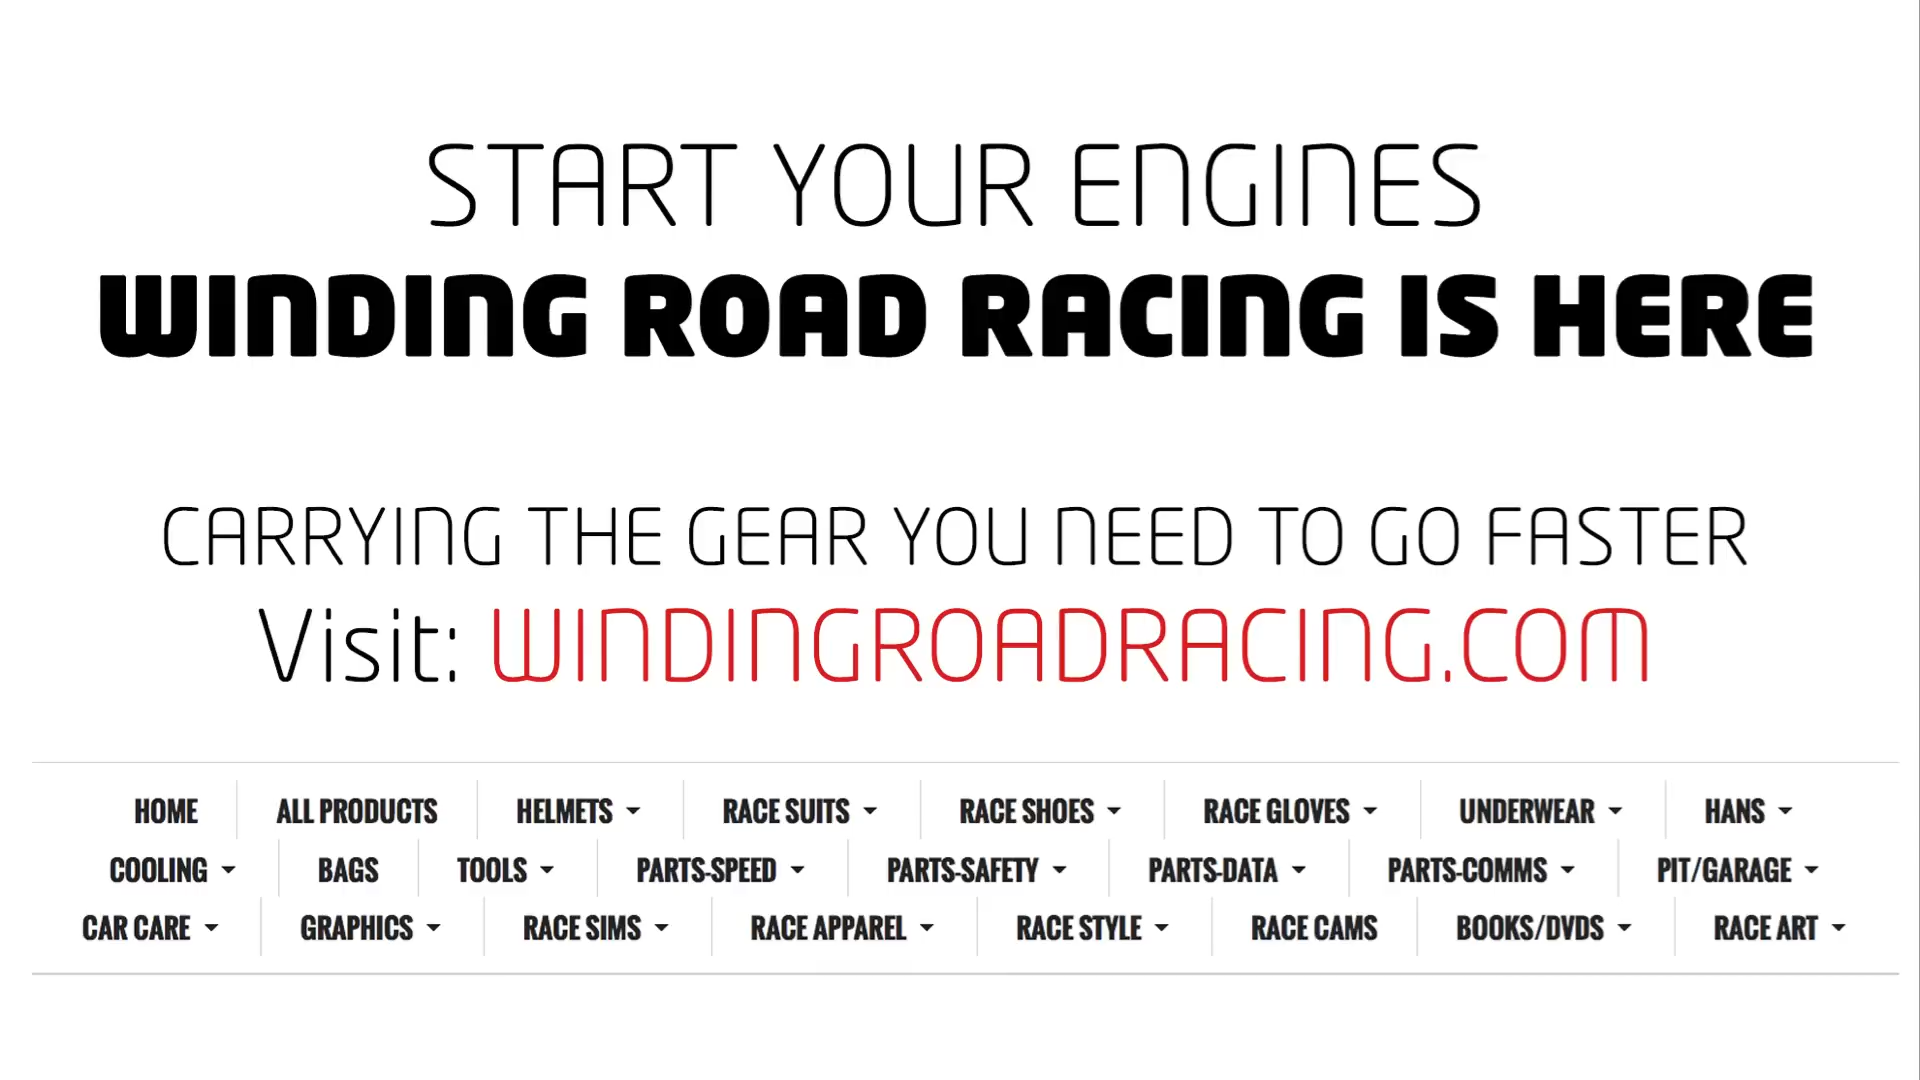 START YOUR ENGINES
WINDING ROAD RACING IS HERE
CARRYING THE GEAR YOU NEED TO GO FASTER
Visit: WINDINGROADRACING.COM
HOME ALL PRODUCTS HELMETS RACE SUITS RACE SHOES RACE GLOVES UNDERWEAR HANS
COOLING BAGS TOOLS PARTS-SPEED PARTS-SAFETY PARTS-DATA PARTS-COMMS PIT/GARAGE
CAR CARE GRAPHICS RACE SIMS RACE APPAREL RACE STYLE RACE CAMS BOOKS/DVDS RACE ART